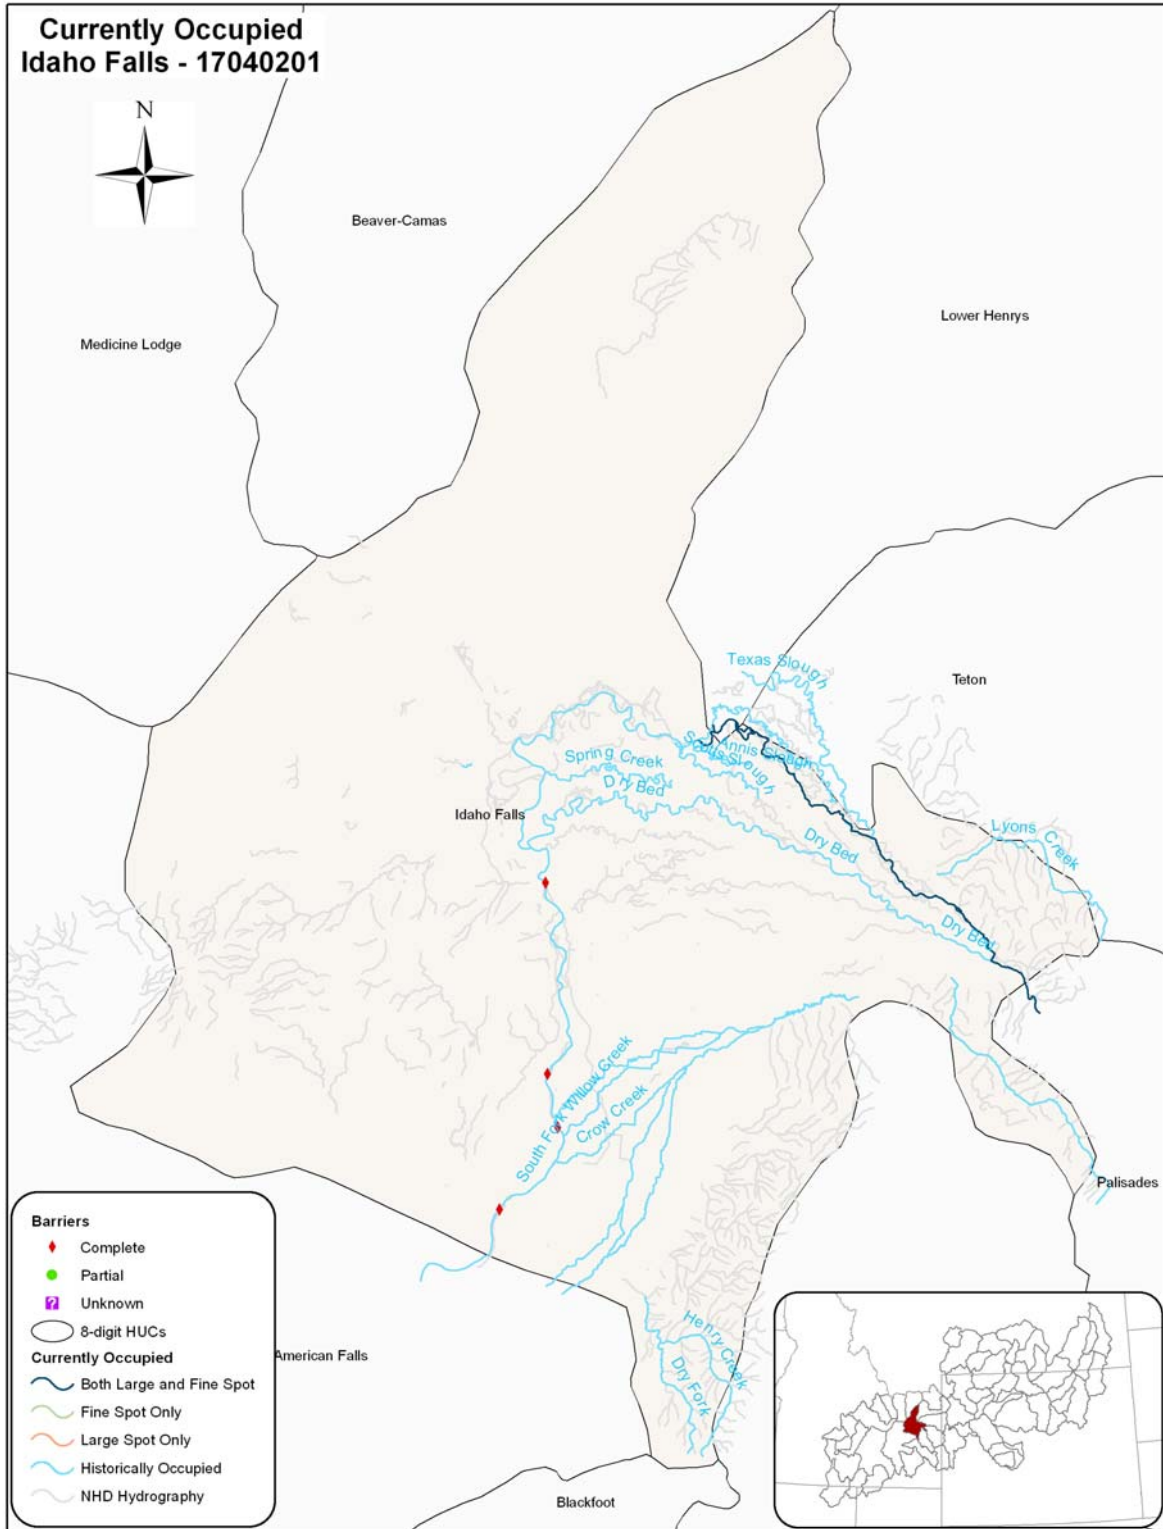 Currently Occupied
Idaho Falls - 17040201
N
Beaver-Camas
Medicine Lodge
Lower Henrys
Texas Slough
Teton
Annis Slough
Slough
Spring Creek
Dry Bed
Idaho Falls
Dry Bed
Lyons Creek
Dry Bed
South Fork Willow Creek
Crow Creek
Palisades
Henry Creek
Dry Fork
American Falls
Blackfoot
Barriers
Complete
Partial
?
Unknown
8-digit HUCs
Currently Occupied
Both Large and Fine Spot
Fine Spot Only
Large Spot Only
Historically Occupied
NHD Hydrography